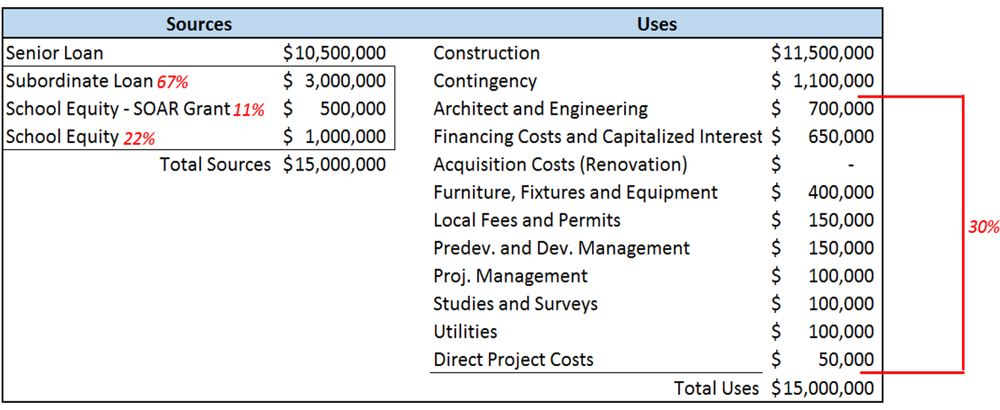 Sources Uses
Senior Loan $10,500,000 Construction $11,500,000
Subordinate Loan 67% $ 3,000,000 Contingency $ 1,100,000
School Equity - SOAR Grant 11% $ 500,000 Architect and Engineering $ 700,000
School Equity 22% $ 1,000,000 Financing Costs and Capitalized Interest $ 650,000
Total Sources $15,000,000 Acquisition Costs (Renovation) $ -
Furniture, Fixtures and Equipment $ 400,000
Local Fees and Permits $ 150,000 30%
Predev. and Dev. Management $ 150,000
Proj. Management $ 100,000
Studies and Surveys $ 100,000
Utilities $ 100,000
Direct Project Costs $ 50,000
Total Uses $15,000,000